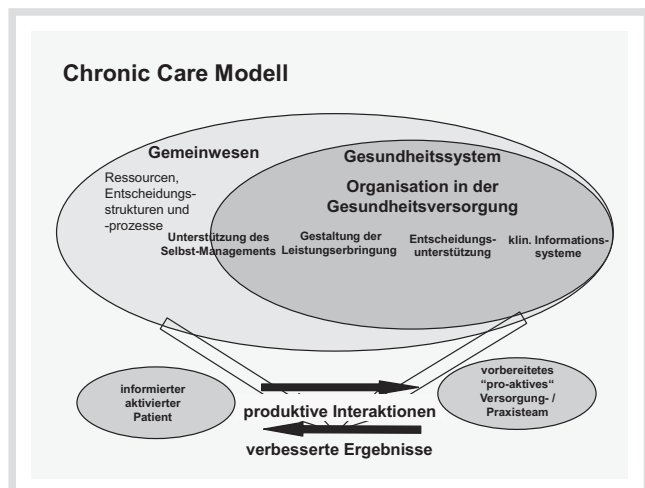 Chronic Care Modell
Gemeinwesen
Ressourcen,
Entscheidungs-
strukturen und
-prozesse
Gesundheitssystem
Organisation in der
Gesundheitsversorgung
Unterstützung des
Selbst-Managements
Gestaltung der
Leistungserbringung
Entscheidungs-
unterstützung
klin. Informations-
systeme
informierter
aktivierter
Patient
produktive Interaktionen
verbesserte Ergebnisse
vorbereitetes
"pro-aktives"
Versorgung- /
Praxisteam